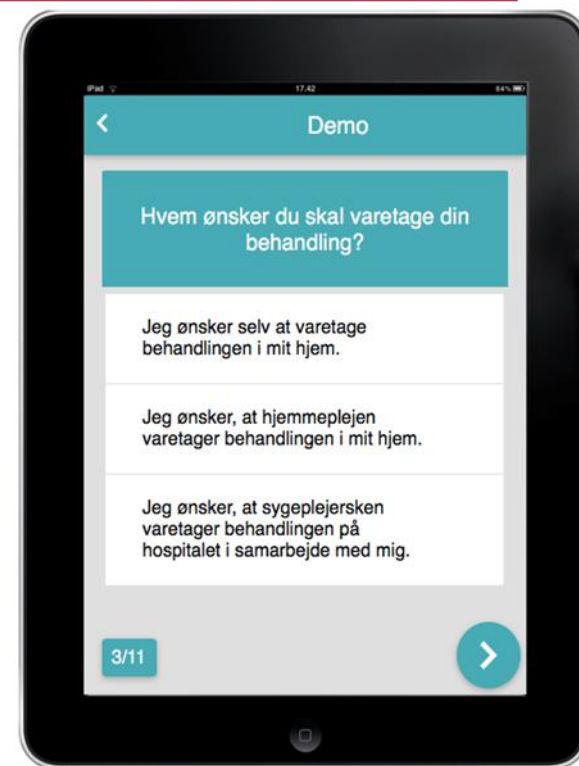 iPad 17.42 84%
Demo
Hvem ønsker du skal varetage din
behandling?
Jeg ønsker selv at varetage
behandlingen i mit hjem.
Jeg ønsker, at hjemmeplejen
varetager behandlingen i mit hjem.
Jeg ønsker, at sygeplejersken
varetager behandlingen på
hospitalet i samarbejde med mig.
3/11